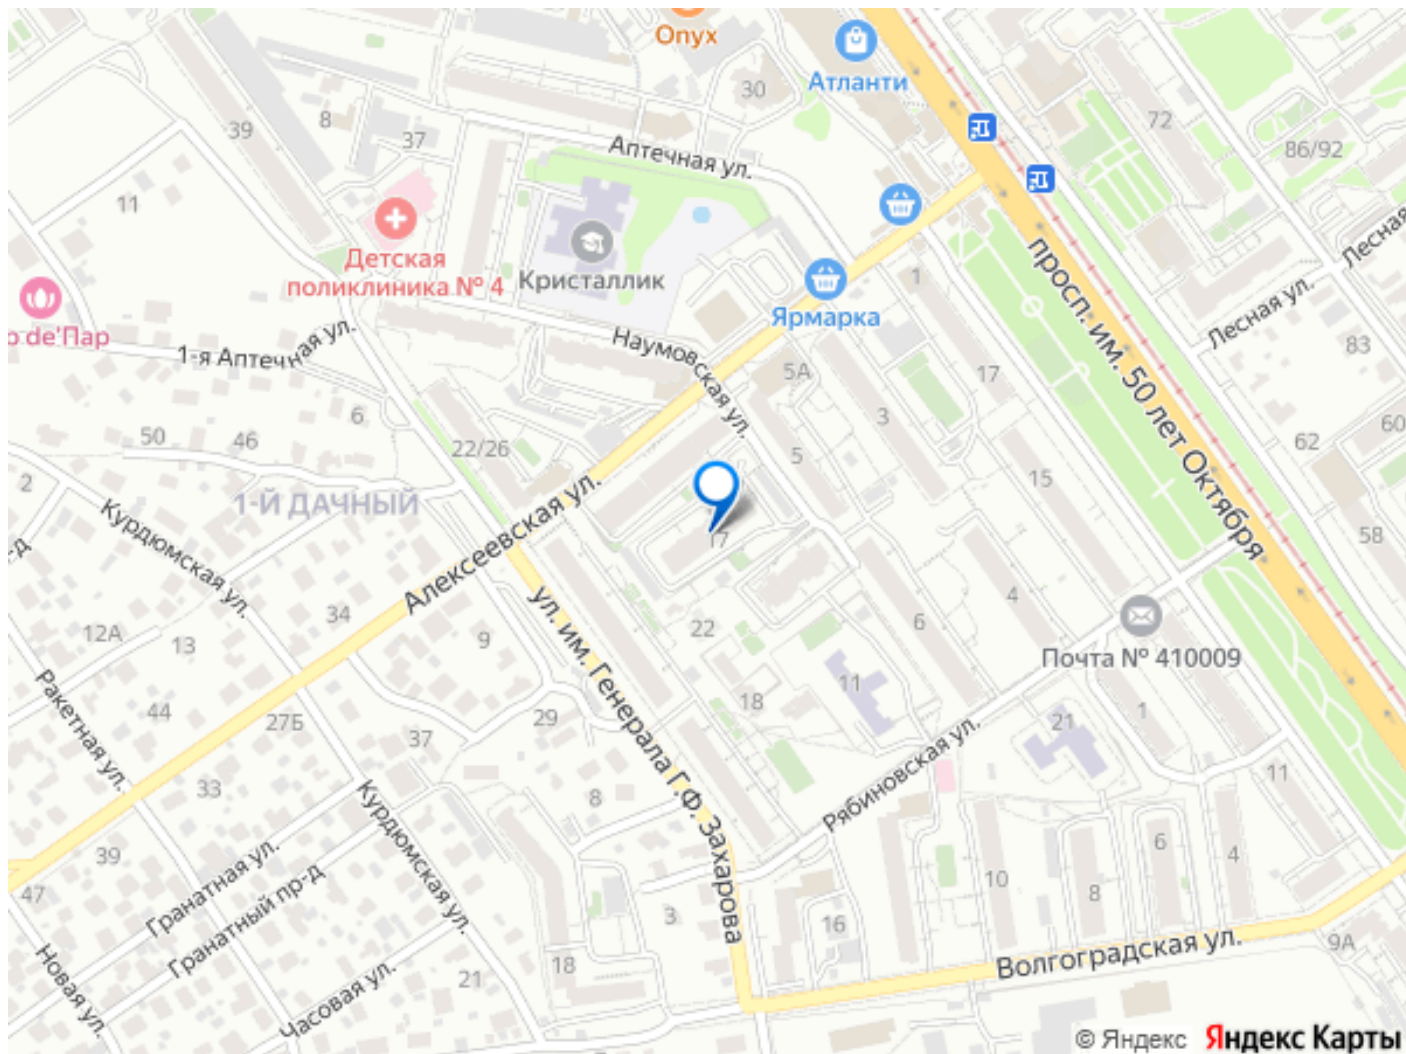 Onyx
Атланти
30
72
39
8
37
86/92
Аптечная ул.
11
Лесная
Детская
поликлиника № 4
Кристаллик
1
просп. им. 50 лет Октября
Лесная ул.
de'Пар
1-я Аптечная ул.
Ярмарка
Наумовская ул.
83
5А
17
3
6
60
50
46
22/26
62
5
15
2
1-Й ДАЧНЫЙ
Алексеевская ул.
17
58
Курдюмская ул.
4
34
12А
13
9
22
6
Почта № 410009
ул. им. Генерала Г.Ф. Захарова
11
Ракетная ул.
44
27Б
29
18
1
21
37
Рябиновская ул.
11
33
8
Курдюмская ул.
39
6
4
47
Гранатная ул.
Гранатный пр-д
10
8
3
16
Новая ул.
Волгоградская ул.
9А
18
21
Часовая ул.
© Яндекс Яндекс Карты